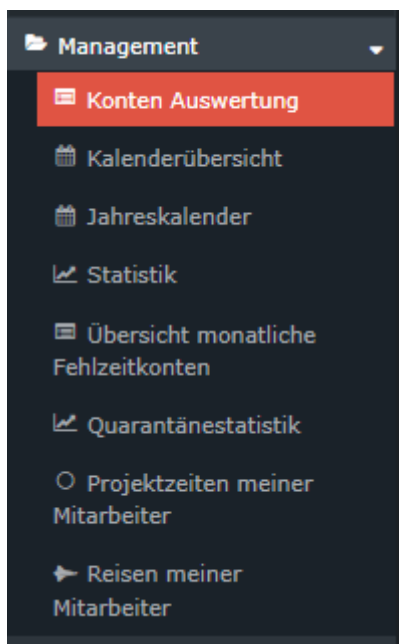 Management
Konten Auswertung
Kalenderübersicht
Jahreskalender
Statistik
Übersicht monatliche
Fehlzeitkonten
Quarantänestatistik
Projektzeiten meiner
Mitarbeiter
Reisen meiner
Mitarbeiter